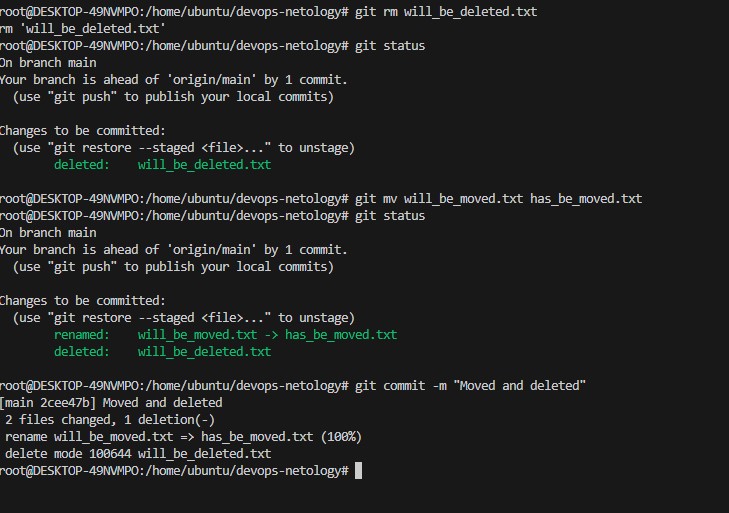 root@DESKTOP-49NVMPO:/home/ubuntu/devops-netology# git rm will_be_deleted.txt
rm 'will_be_deleted.txt'
root@DESKTOP-49NVMPO:/home/ubuntu/devops-netology# git status
On branch main
Your branch is ahead of 'origin/main' by 1 commit.
  (use "git push" to publish your local commits)

Changes to be committed:
  (use "git restore --staged <file>..." to unstage)
        deleted:    will_be_deleted.txt

root@DESKTOP-49NVMPO:/home/ubuntu/devops-netology# git mv will_be_moved.txt has_be_moved.txt
root@DESKTOP-49NVMPO:/home/ubuntu/devops-netology# git status
On branch main
Your branch is ahead of 'origin/main' by 1 commit.
  (use "git push" to publish your local commits)

Changes to be committed:
  (use "git restore --staged <file>..." to unstage)
        renamed:    will_be_moved.txt -> has_be_moved.txt
        deleted:    will_be_deleted.txt

root@DESKTOP-49NVMPO:/home/ubuntu/devops-netology# git commit -m "Moved and deleted"
[main 2cee47b] Moved and deleted
 2 files changed, 1 deletion(-)
 rename will_be_moved.txt => has_be_moved.txt (100%)
 delete mode 100644 will_be_deleted.txt
root@DESKTOP-49NVMPO:/home/ubuntu/devops-netology#